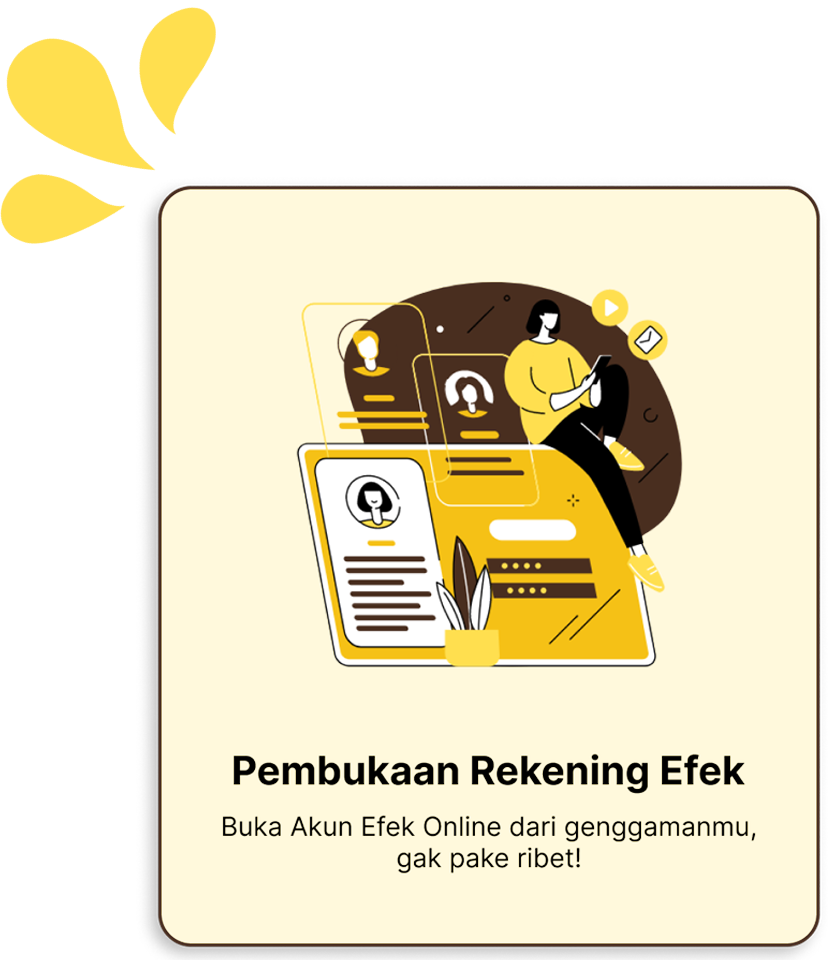 Pembukaan Rekening Efek
Buka Akun Efek Online dari genggamanmu,
gak pake ribet!